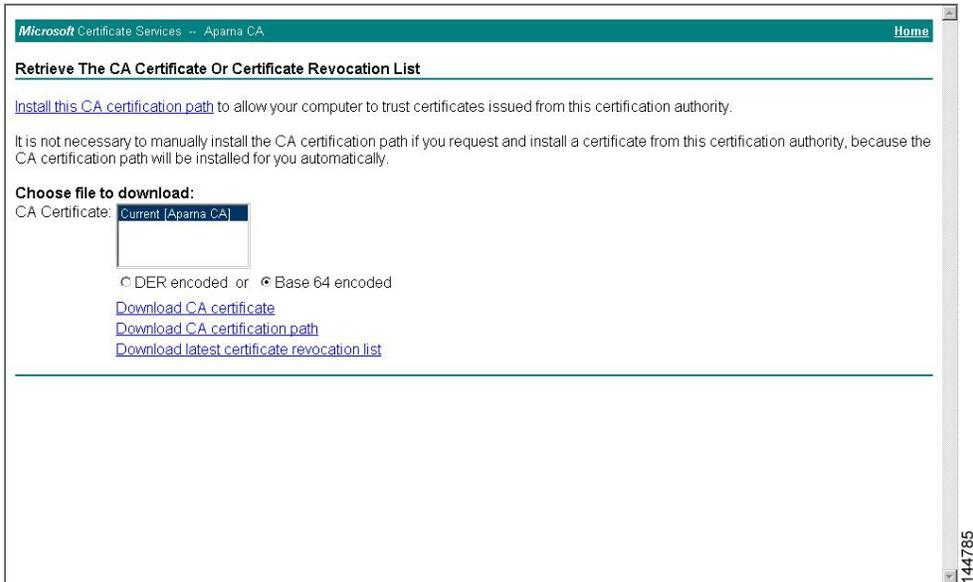 Microsoft Certificate Services -- Aparna CA Home
Retrieve The CA Certificate Or Certificate Revocation List
Install this CA certification path to allow your computer to trust certificates issued from this certification authority.
It is not necessary to manually install the CA certification path if you request and install a certificate from this certification authority, because the
CA certification path will be installed for you automatically.
Choose file to download:
CA Certificate: Current [Aparna CA]
DER encoded or Base 64 encoded
Download CA certificate
Download CA certification path
Download latest certificate revocation list
144785